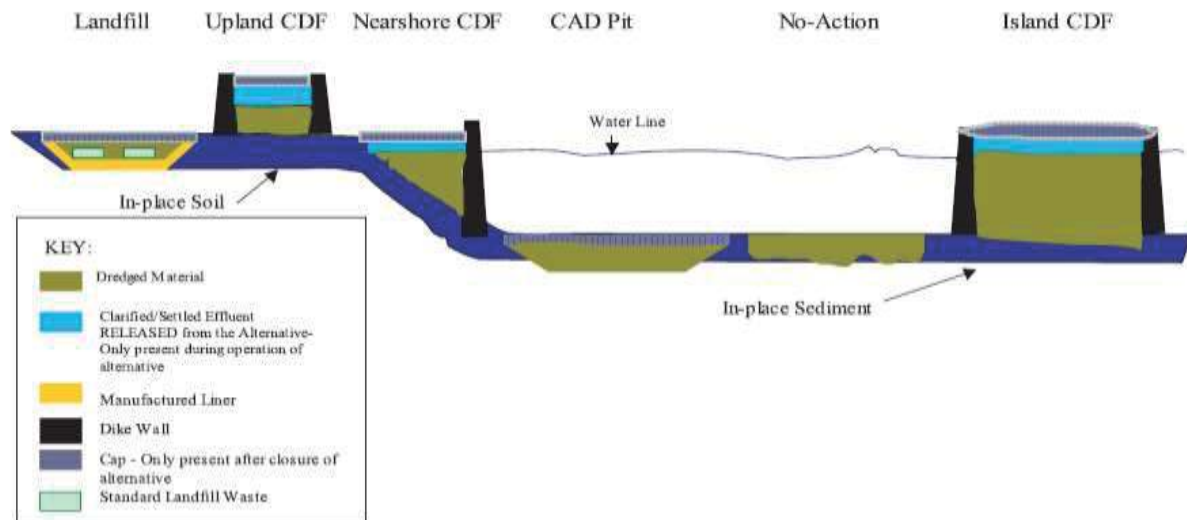 Landfill Upland CDF Nearshore CDF CAD Pit No-Action Island CDF
Water Line
In-place Soil
In-place Sediment
KEY:
Dredged Material
Clarified/Settled Effluent
RELEASED from the Alternative-
Only present during operation of
alternative
Manufactured Liner
Dike Wall
Cap - Only present after closure of
alternative
Standard Landfill Waste